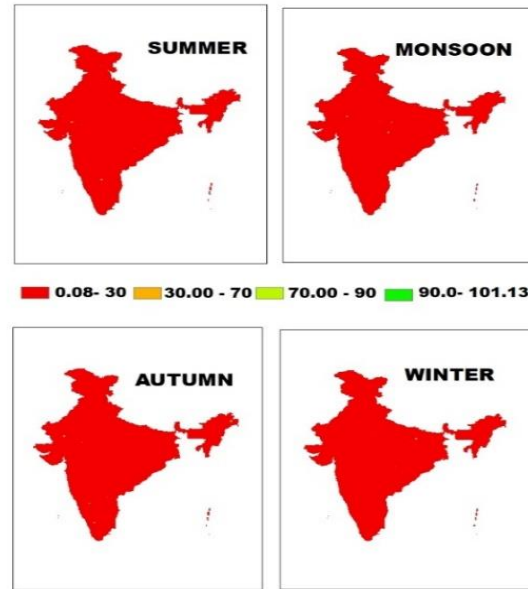 SUMMER
MONSOON
0.08- 30 30.00 - 70 70.00 - 90 90.0- 101.13
AUTUMN
WINTER